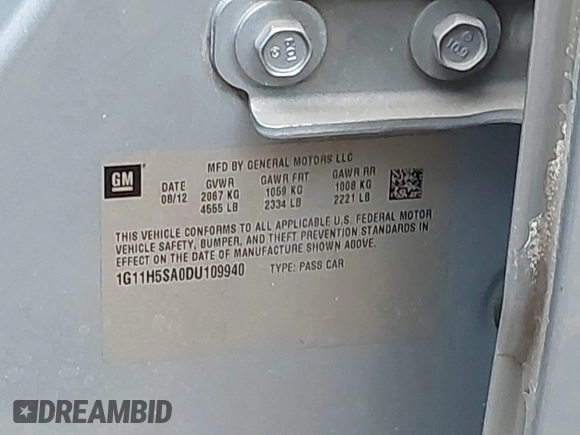 MFD BY GENERAL MOTORS LLC
GM
DATE GVWR GAWR FRT GAWR RR
08/12 2067 KG 1059 KG 1008 KG
4555 LB 2334 LB 2221 LB
THIS VEHICLE CONFORMS TO ALL APPLICABLE U.S. FEDERAL MOTOR
VEHICLE SAFETY, BUMPER, AND THEFT PREVENTION STANDARDS IN
EFFECT ON THE DATE OF MANUFACTURE SHOWN ABOVE.
1G11H5SA0DU109940 TYPE: PASS CAR
DREAMBID